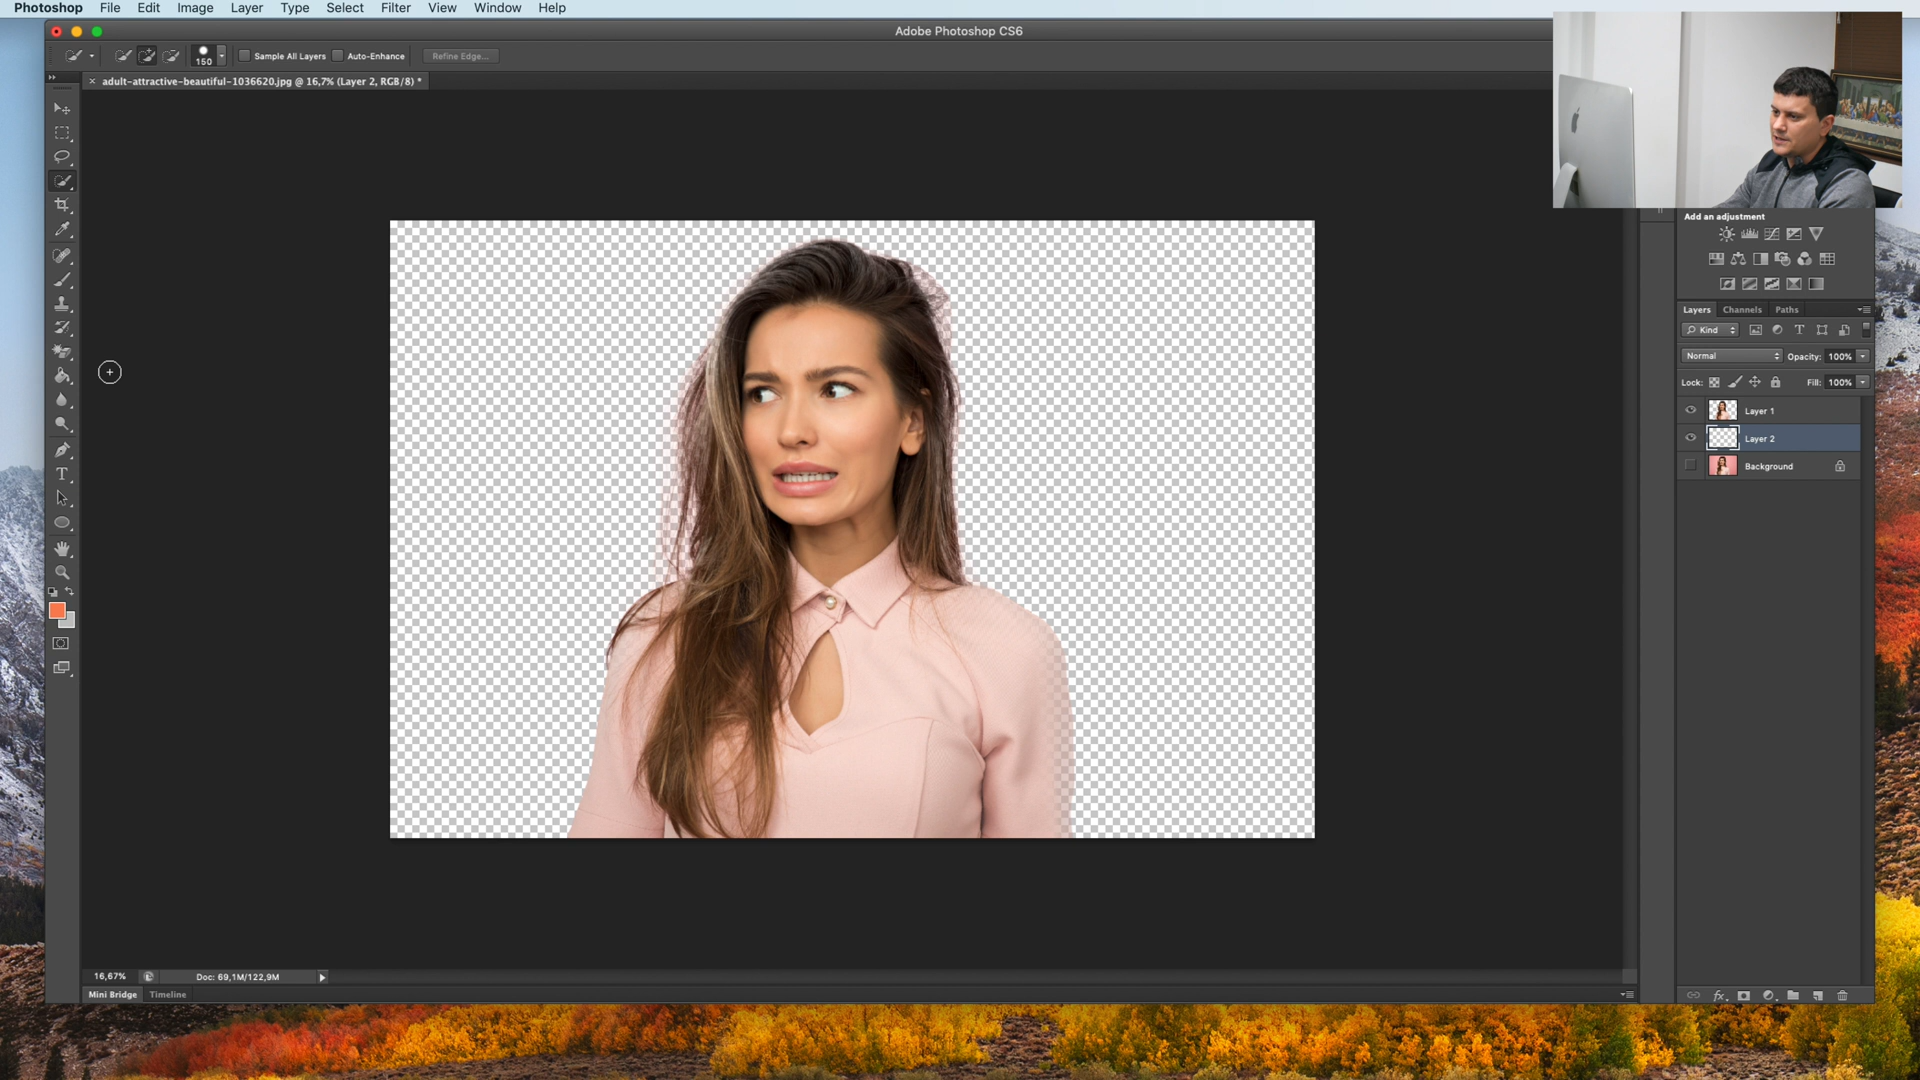 Photoshop File Edit Image Layer Type Select Filter View Window Help
Adobe Photoshop CS6
150 Sample All Layers Auto-Enhance Refine Edge...
× adult-attractive-beautiful-1036620.jpg @ 16,7% (Layer 2, RGB/8) *
Add an adjustment
Layers Channels Paths
Kind
Normal Opacity: 100%
Lock: Fill: 100%
Layer 1
Layer 2
Background
16,67% Doc: 69,1M/122,9M
Mini Bridge Timeline